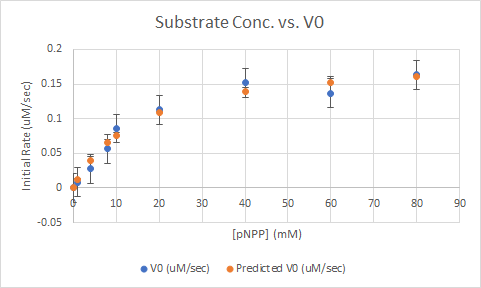 Substrate Conc. vs. V0
0.2
0.15
0.1
0.05
0
-0.05
Initial Rate (uM/sec)
0 10 20 30 40 50 60 70 80 90
[pNPP] (mM)
V0 (uM/sec) Predicted V0 (uM/sec)